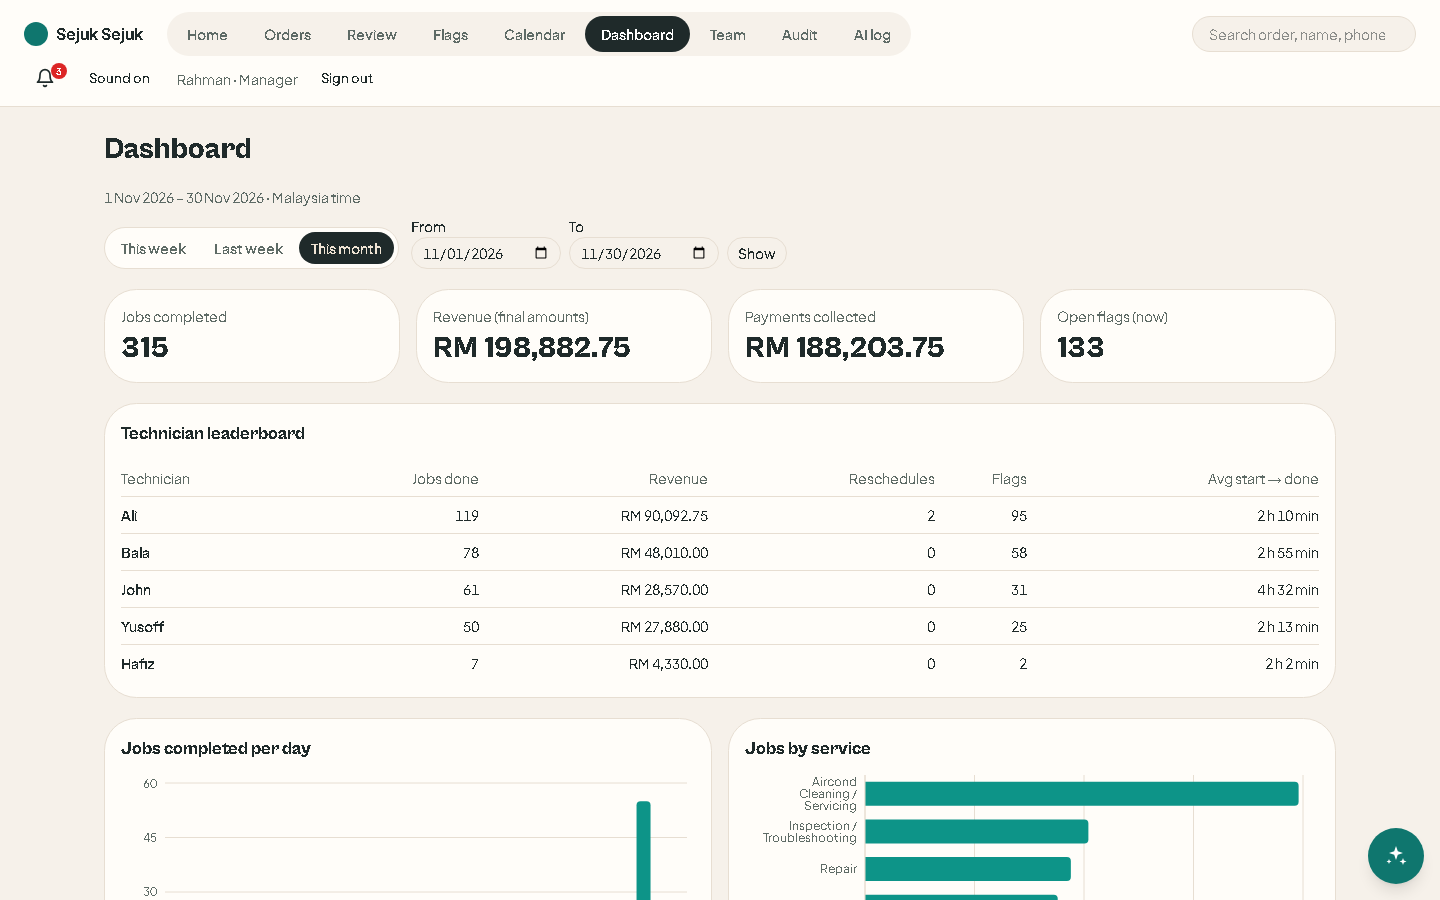 Sejuk Sejuk
Home Orders Review Flags Calendar Dashboard Team Audit AI log
Search order, name, phone
3
Sound on Rahman · Manager Sign out
Dashboard
1 Nov 2026 – 30 Nov 2026 · Malaysia time
This week Last week This month
From
11/01/2026
To
11/30/2026
Show
Jobs completed
315
Revenue (final amounts)
RM 198,882.75
Payments collected
RM 188,203.75
Open flags (now)
133
Technician leaderboard
Technician Jobs done Revenue Reschedules Flags Avg start → done
Ali 119 RM 90,092.75 2 95 2 h 10 min
Bala 78 RM 48,010.00 0 58 2 h 55 min
John 61 RM 28,570.00 0 31 4 h 32 min
Yusoff 50 RM 27,880.00 0 25 2 h 13 min
Hafiz 7 RM 4,330.00 0 2 2 h 2 min
Jobs completed per day
60
45
30
Jobs by service
Aircond
Cleaning /
Servicing
Inspection /
Troubleshooting
Repair